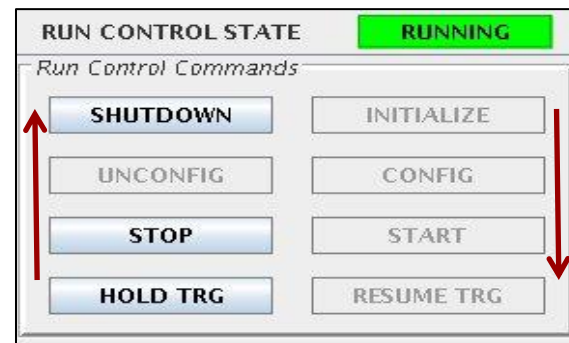 RUN CONTROL STATE RUNNING
Run Control Commands
SHUTDOWN INITIALIZE
UNCONFIG CONFIG
STOP START
HOLD TRG RESUME TRG